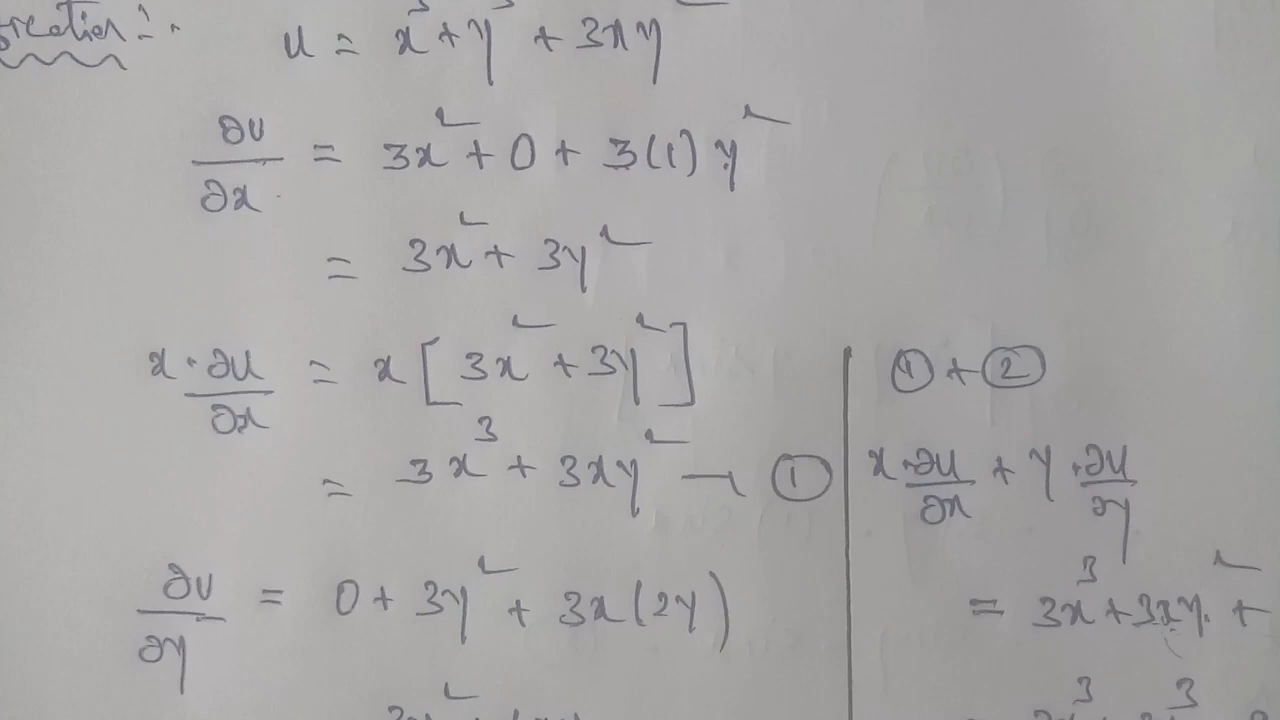 u = x³ + y³ + 3xy²
∂u/∂x = 3x² + 0 + 3(1)y²
= 3x² + 3y²
x·∂u/∂x = x[3x² + 3y²]
= 3x³ + 3xy² — ①
∂u/∂y = 0 + 3y² + 3x(2y)
① + ②
x·∂u/∂x + y·∂u/∂y
= 3x³ + 3xy² +